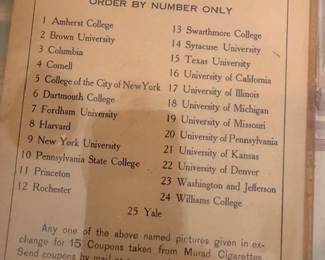 ORDER BY NUMBER ONLY
1 Amherst College
2 Brown University
3 Columbia
4 Cornell
5 College of the City of New York
6 Dartmouth College
7 Fordham University
8 Harvard
9 New York University
10 Pennsylvania State College
11 Princeton
12 Rochester
13 Swarthmore College
14 Syracuse University
15 Texas University
16 University of California
17 University of Illinois
18 University of Michigan
19 University of Missouri
20 University of Pennsylvania
21 University of Kansas
22 University of Denver
23 Washington and Jefferson
24 Williams College
25 Yale
Any one of the above named pictures given in ex-
change for 15 Coupons taken from Murad Cigarettes.
Send coupons by mail or